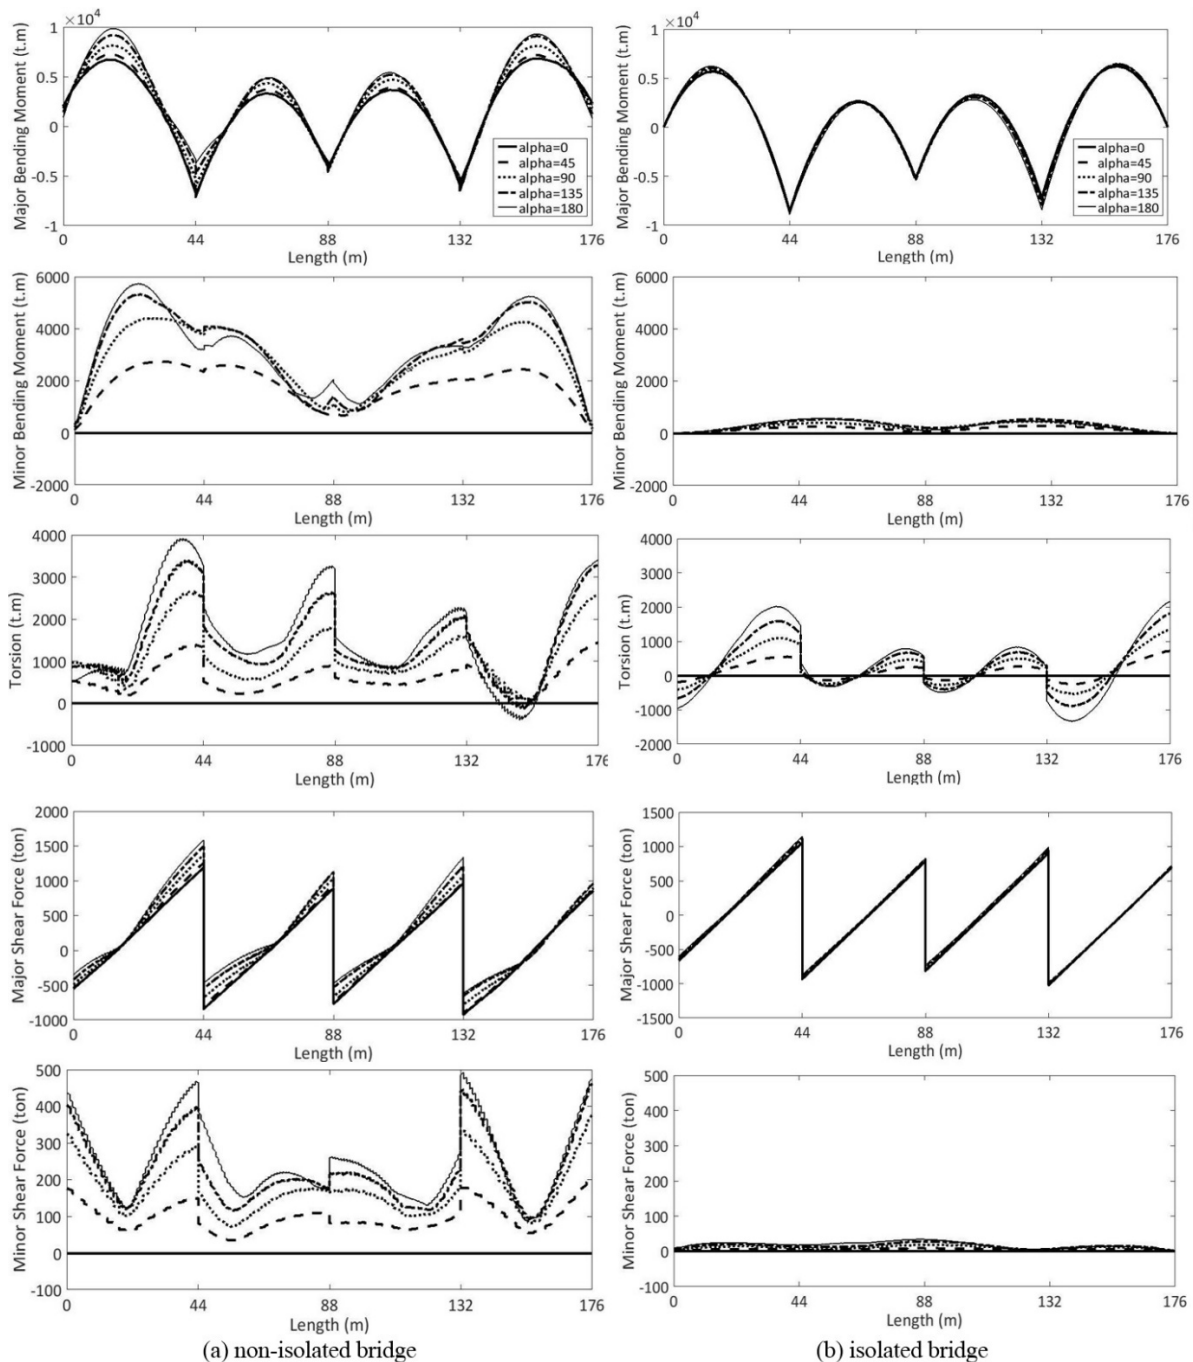 ×10⁴
1
0.5
0
-0.5
-1
Major Bending Moment (t.m)
alpha=0
alpha=45
alpha=90
alpha=135
alpha=180
0 44 88 132 176
Length (m)
×10⁴
1
0.5
0
-0.5
-1
Major Bending Moment (t.m)
alpha=0
alpha=45
alpha=90
alpha=135
alpha=180
0 44 88 132 176
Length (m)
6000
4000
2000
0
-2000
Minor Bending Moment (t.m)
0 44 88 132 176
Length (m)
6000
4000
2000
0
-2000
Minor Bending Moment (t.m)
0 44 88 132 176
Length (m)
4000
3000
2000
1000
0
-1000
Torsion (t.m)
0 44 88 132 176
Length (m)
4000
3000
2000
1000
0
-1000
-2000
Torsion (t.m)
0 44 88 132 176
Length (m)
2000
1500
1000
500
0
-500
-1000
Major Shear Force (ton)
0 44 88 132 176
Length (m)
1500
1000
500
0
-500
-1000
-1500
Major Shear Force (ton)
0 44 88 132 176
Length (m)
500
400
300
200
100
0
-100
Minor Shear Force (ton)
0 44 88 132 176
Length (m)
500
400
300
200
100
0
-100
Minor Shear Force (ton)
0 44 88 132 176
Length (m)
(a) non-isolated bridge
(b) isolated bridge